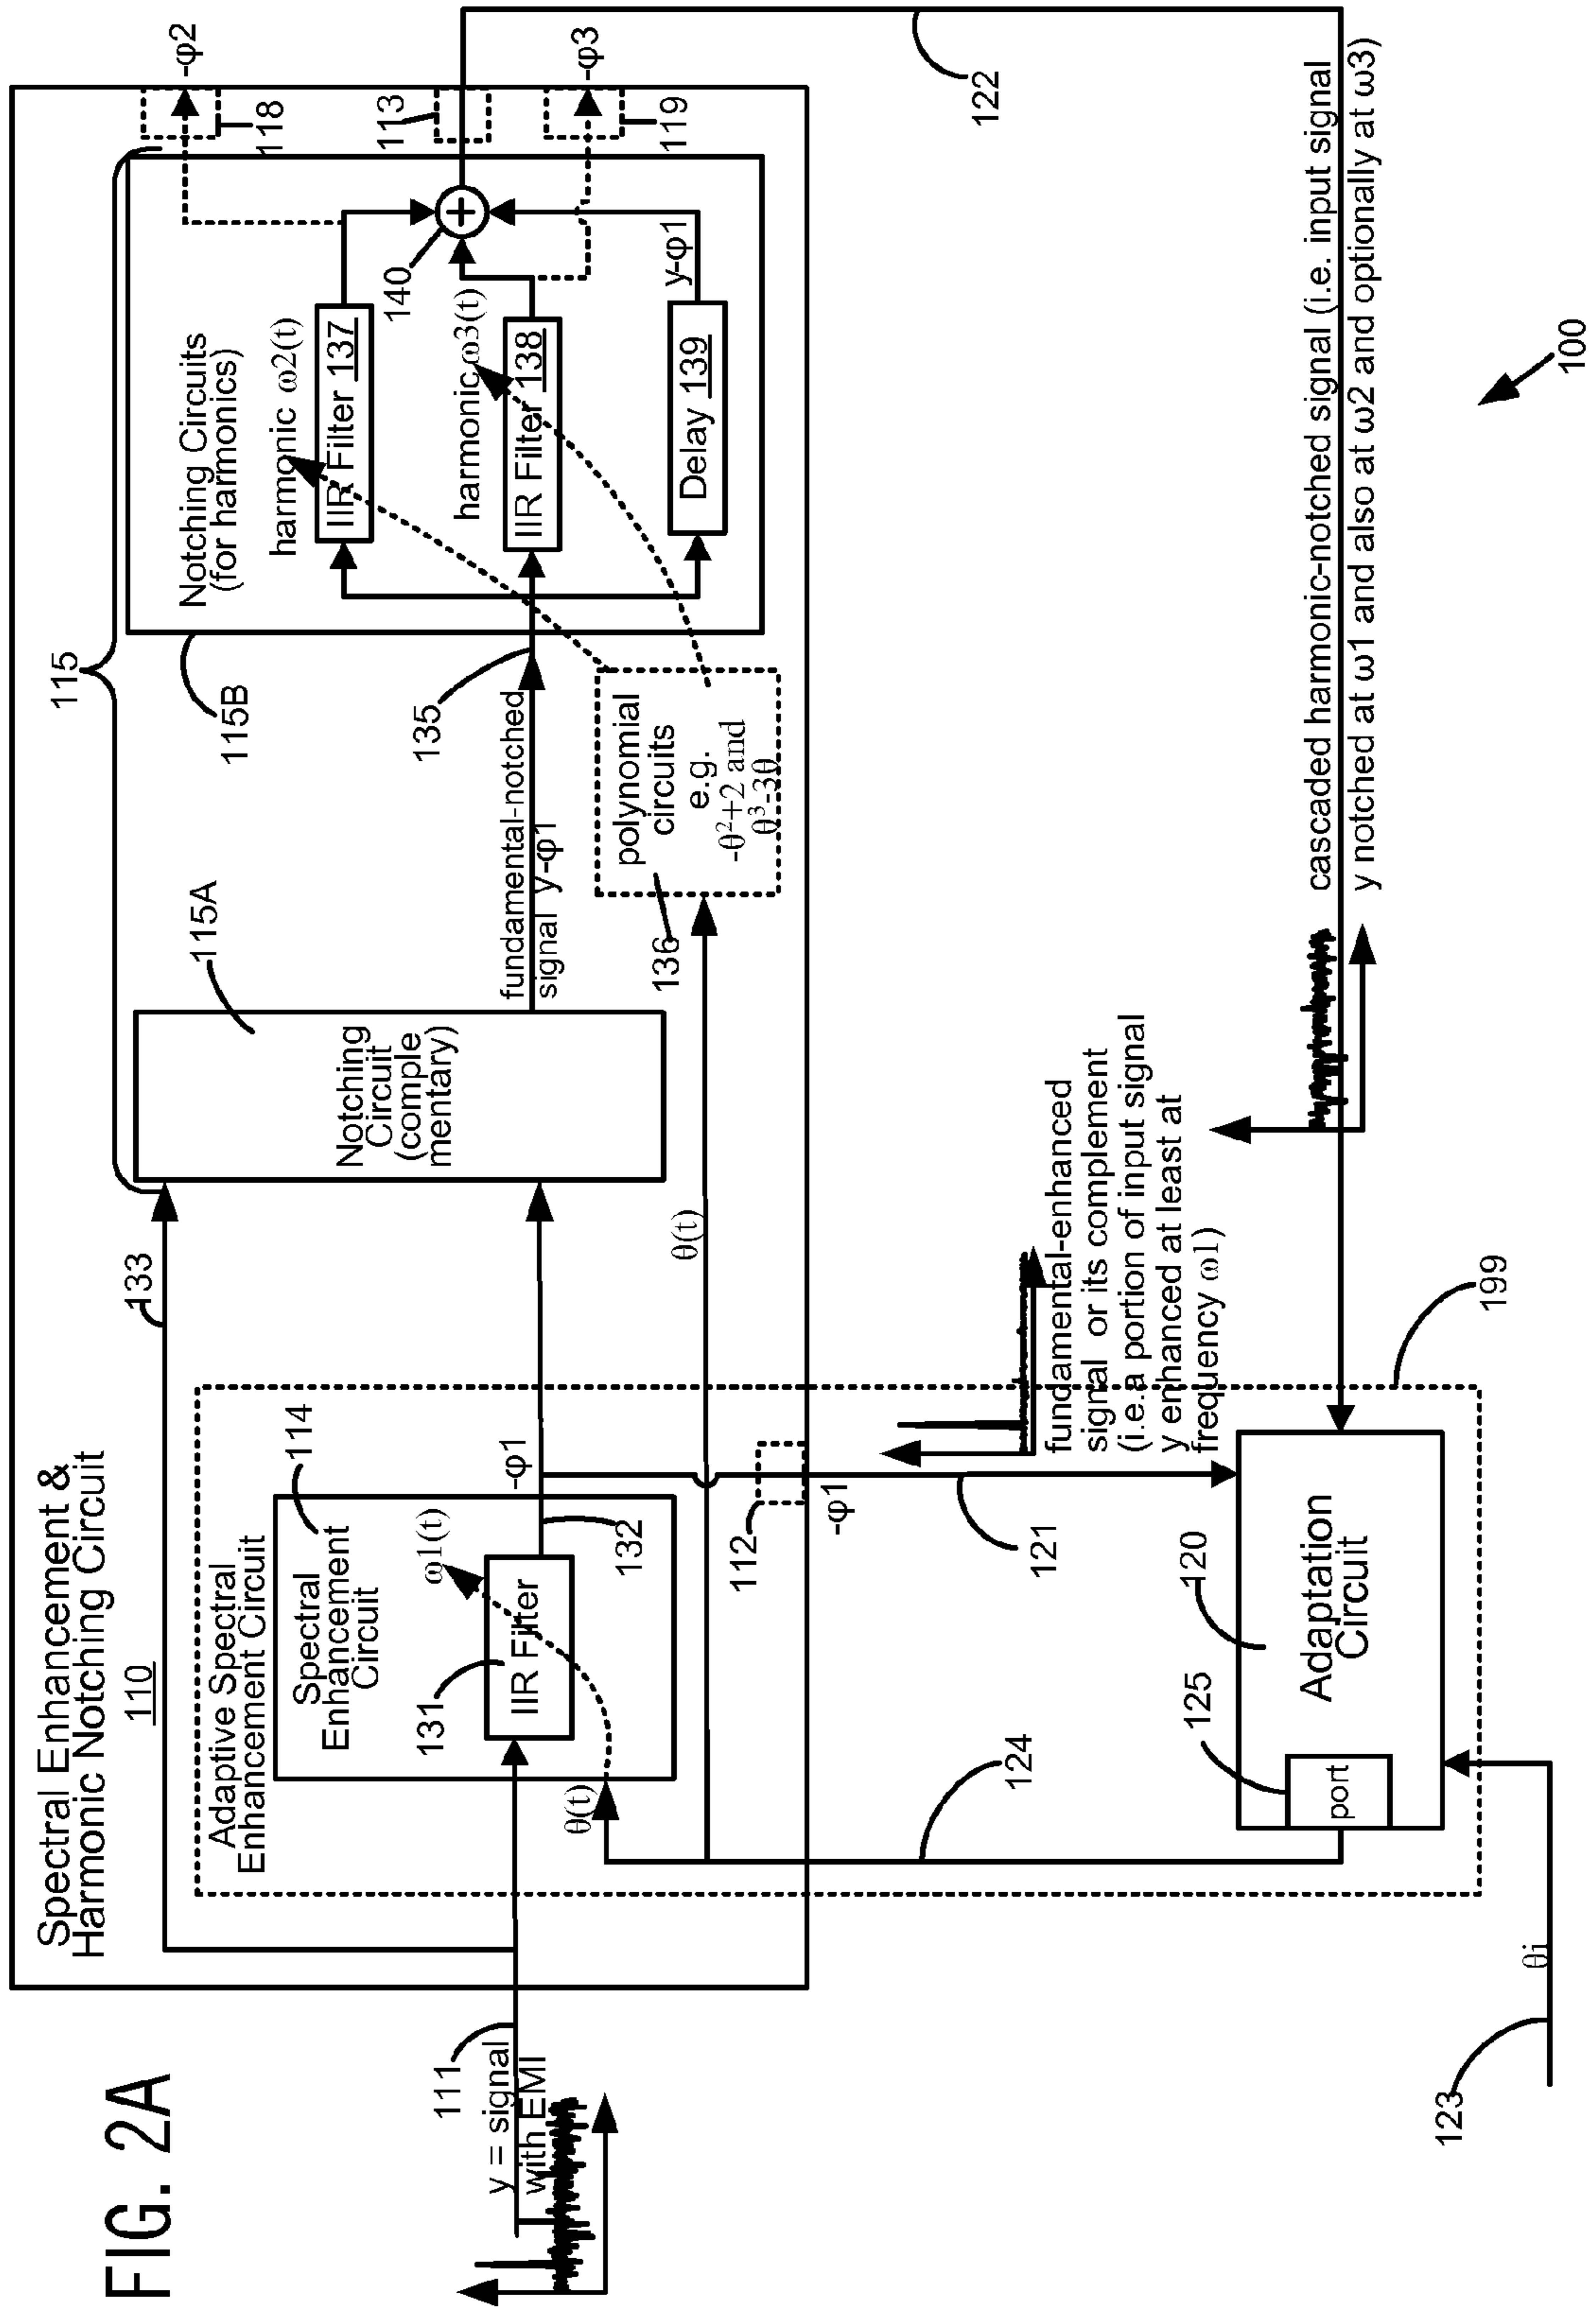 FIG. 2A
Spectral Enhancement &
Harmonic Notching Circuit
110
133
115
115A
115B
Adaptive Spectral
Enhancement Circuit
Spectral
Enhancement
Circuit
114
ω1(t)
131
IIR Filter
132
-φ1
θ(t)
111
y = signal
with EMI
Notching
Circuit
(comple
mentary)
fundamental-notched
signal y-φ1
135
θ(t)
136
polynomial
circuits
e.g.
-θ²+2 and
θ³-3θ
Notching Circuits
(for harmonics)
harmonic ω2(t)
IIR Filter 137
harmonic ω3(t)
IIR Filter 138
Delay 139
y-φ1
140
118
-φ2
113
119
-φ3
122
112
-φ1
121
fundamental-enhanced
signal or its complement
(i.e.a portion of input signal
y enhanced at least at
frequency ω1)
199
124
125
port
120
Adaptation
Circuit
123
θi
cascaded harmonic-notched signal (i.e. input signal
y notched at ω1 and also at ω2 and optionally at ω3)
100